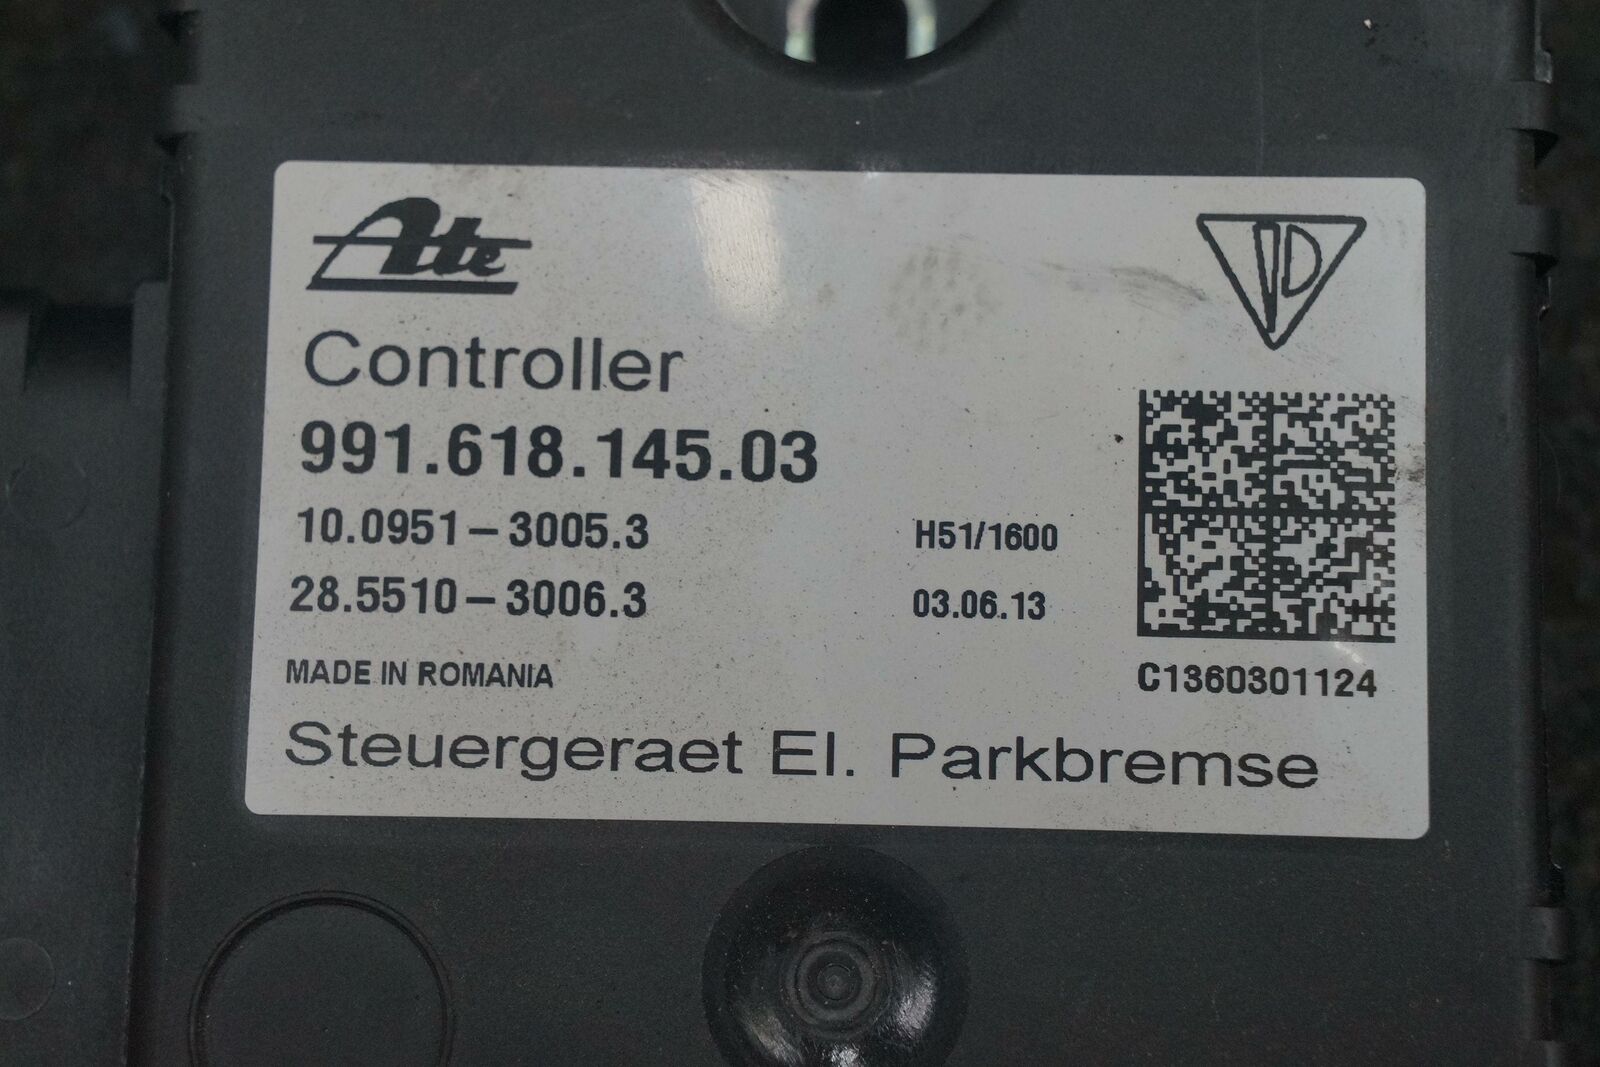 Ate
Controller
991.618.145.03
10.0951-3005.3
H51/1600
28.5510-3006.3
03.06.13
MADE IN ROMANIA
C1360301124
Steuergeraet El. Parkbremse